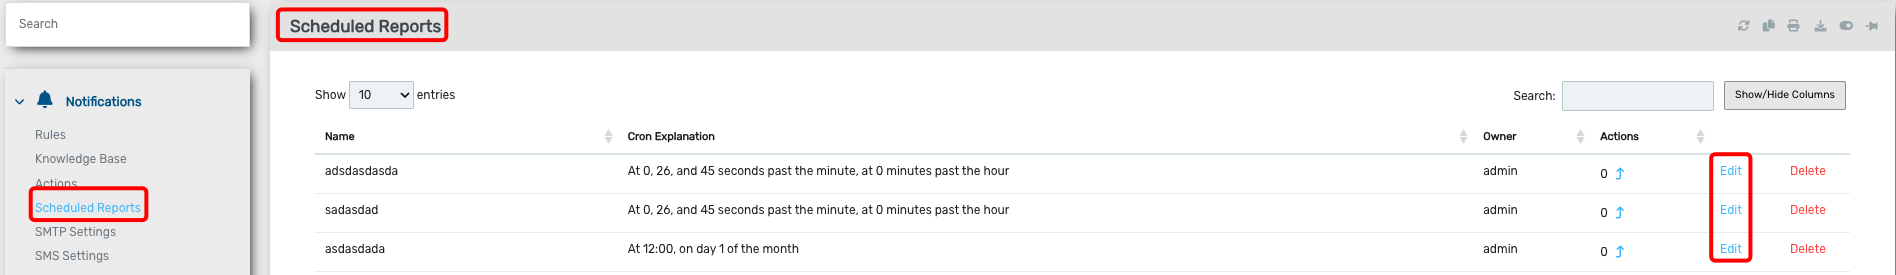 Search
Notifications
Rules
Knowledge Base
Actions
Scheduled Reports
SMTP Settings
SMS Settings
Scheduled Reports
Show 10 entries
Search:
Show/Hide Columns
Name Cron Explanation Owner Actions
adsdasdasda At 0, 26, and 45 seconds past the minute, at 0 minutes past the hour admin 0 Edit Delete
sadasdad At 0, 26, and 45 seconds past the minute, at 0 minutes past the hour admin 0 Edit Delete
asdasdada At 12:00, on day 1 of the month admin 0 Edit Delete